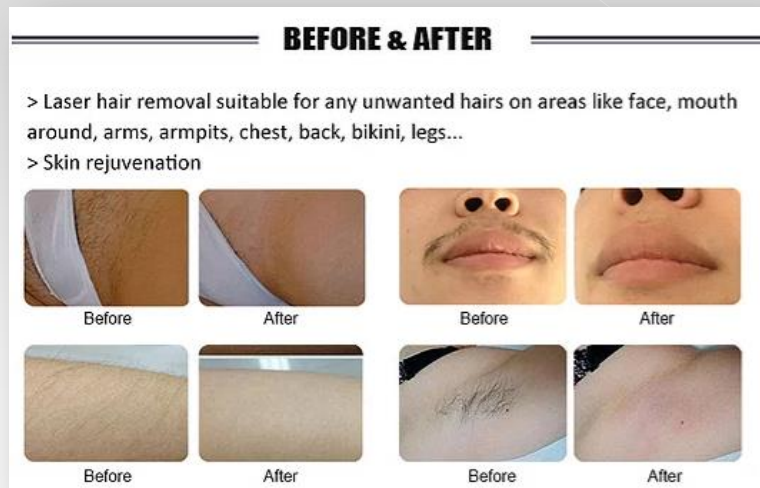 BEFORE & AFTER
> Laser hair removal suitable for any unwanted hairs on areas like face, mouth
around, arms, armpits, chest, back, bikini, legs...
> Skin rejuvenation
Before After Before After
Before After Before After